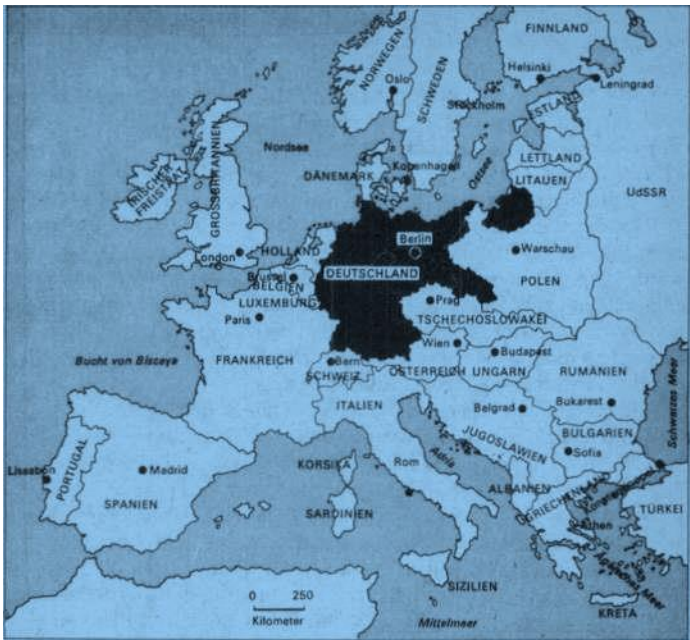 FINNLAND
NORWEGEN
SCHWEDEN
Helsinki
Oslo
Leningrad
Stockholm
ESTLAND
Nordsee
LETTLAND
Kopenhagen
Ostsee
DÄNEMARK
LITAUEN
IRISCHER
FREISTAAT
GROSSBRITANNIEN
UdSSR
London
HOLLAND
Berlin
Warschau
Brüssel
BELGIEN
DEUTSCHLAND
POLEN
LUXEMBURG
Prag
Paris
TSCHECHOSLOWAKEI
Wien
Budapest
Bucht von Biscaya
FRANKREICH
Bern
SCHWEIZ
ÖSTERREICH
UNGARN
RUMÄNIEN
Schwarzes Meer
ITALIEN
Belgrad
Bukarest
JUGOSLAWIEN
BULGARIEN
Sofia
PORTUGAL
Lissabon
Madrid
KORSIKA
Rom
Adria
SPANIEN
ALBANIEN
SARDINIEN
GRIECHENLAND
TÜRKEI
Athen
Ägäisches Meer
SIZILIEN
0 250
Kilometer
KRETA
Mittelmeer